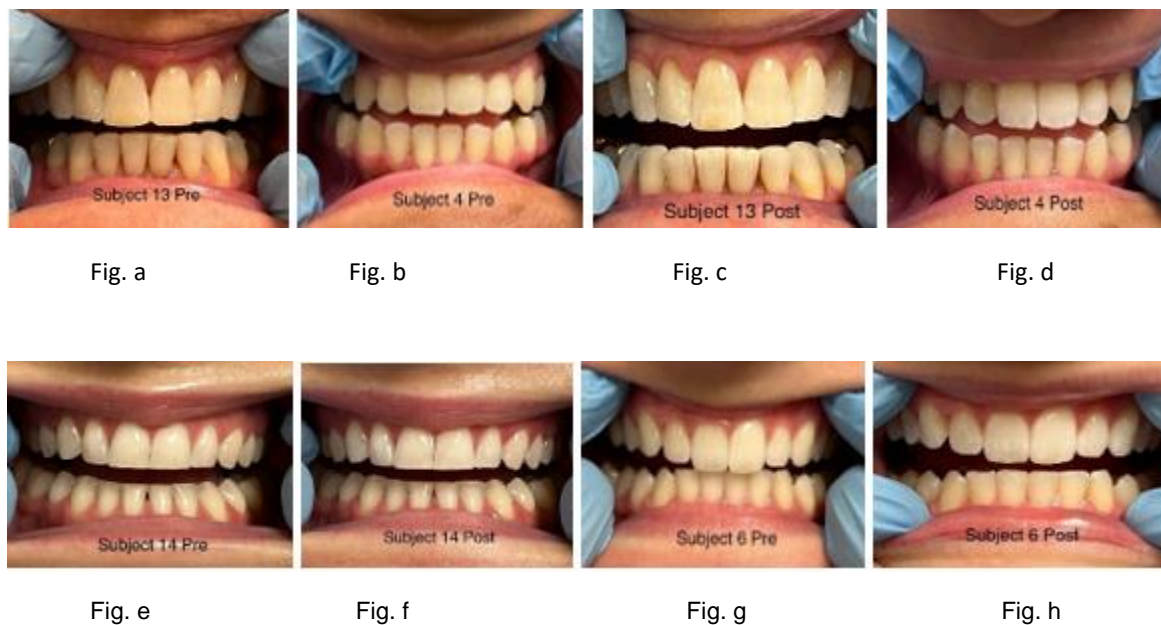 Subject 13 Pre
Subject 4 Pre
Subject 13 Post
Subject 4 Post
Fig. a
Fig. b
Fig. c
Fig. d
Subject 14 Pre
Subject 14 Post
Subject 6 Pre
Subject 6 Post
Fig. e
Fig. f
Fig. g
Fig. h